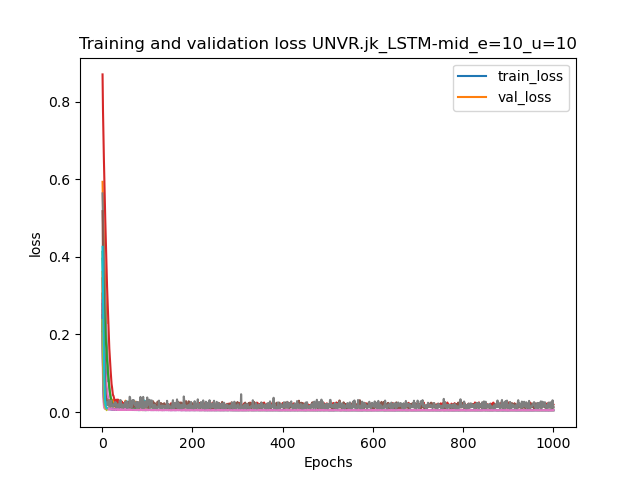 Training and validation loss UNVR.jk_LSTM-mid_e=10_u=10
train_loss
val_loss
0.8
0.6
0.4
0.2
0.0
loss
0
200
400
600
800
1000
Epochs